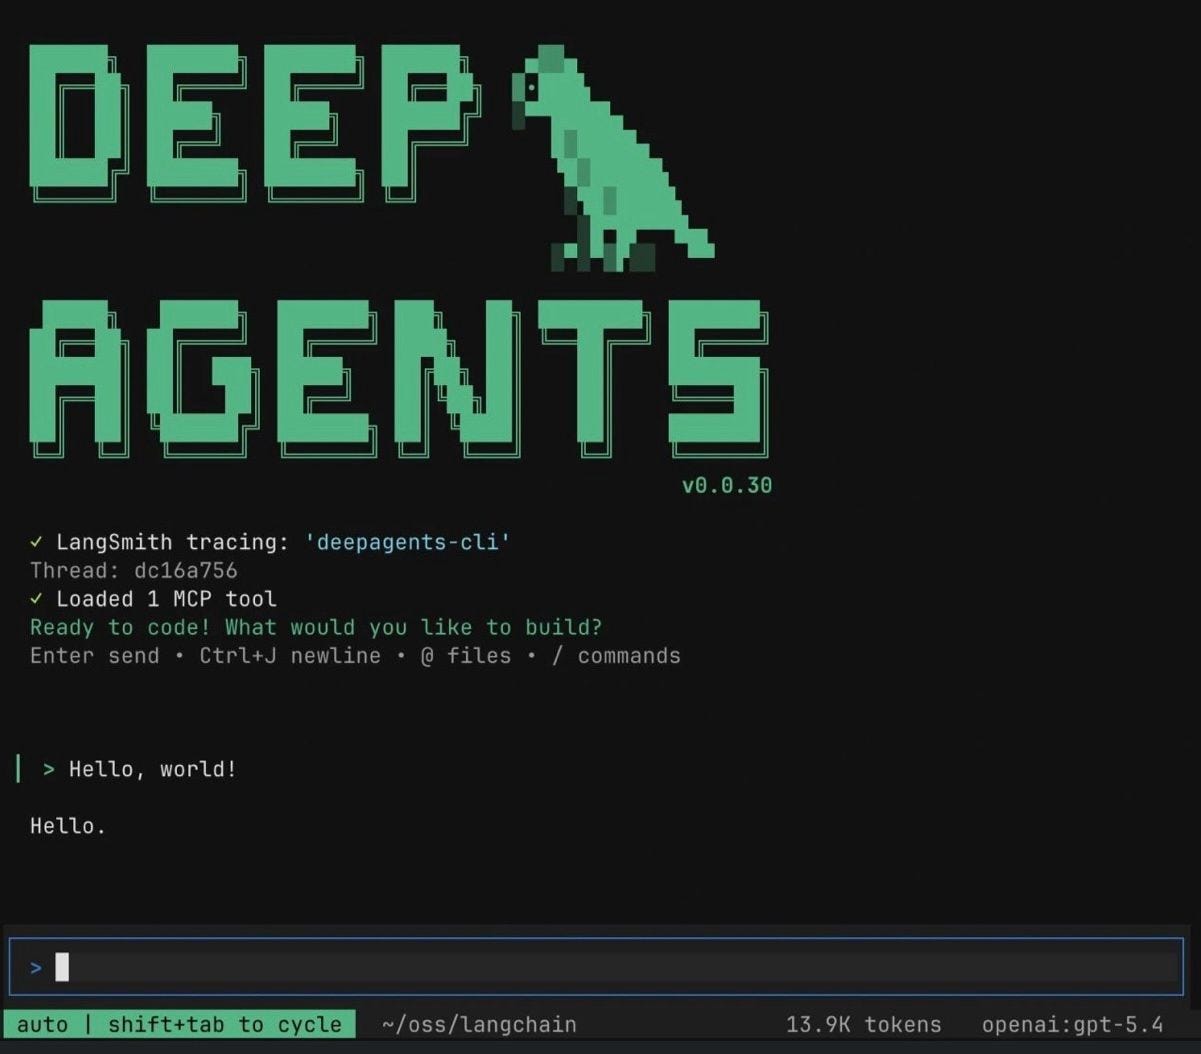 DEEP
AGENTS
v0.0.30
✓ LangSmith tracing: 'deepagents-cli'
Thread: dc16a756
✓ Loaded 1 MCP tool
Ready to code! What would you like to build?
Enter send • Ctrl+J newline • @ files • / commands
> Hello, world!
Hello.
>
auto | shift+tab to cycle ~/oss/langchain 13.9K tokens openai:gpt-5.4